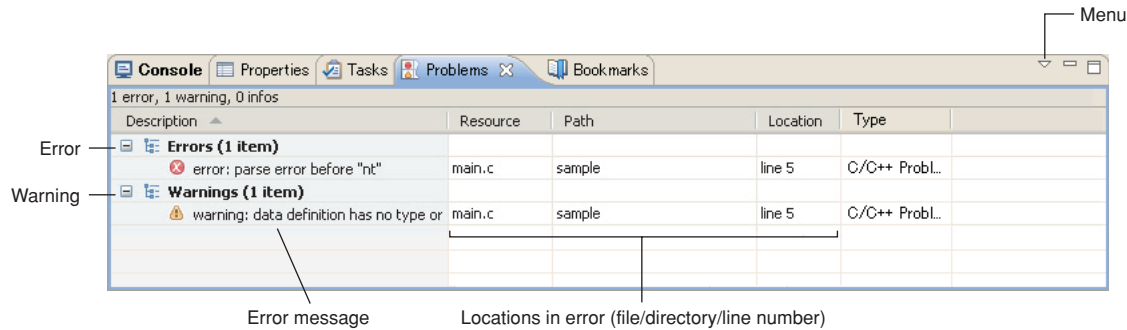 Menu
Console Properties Tasks Problems Bookmarks
1 error, 1 warning, 0 infos
Description Resource Path Location Type
Error
Errors (1 item)
error: parse error before "nt" main.c sample line 5 C/C++ Probl...
Warning
Warnings (1 item)
warning: data definition has no type or main.c sample line 5 C/C++ Probl...
Error message
Locations in error (file/directory/line number)